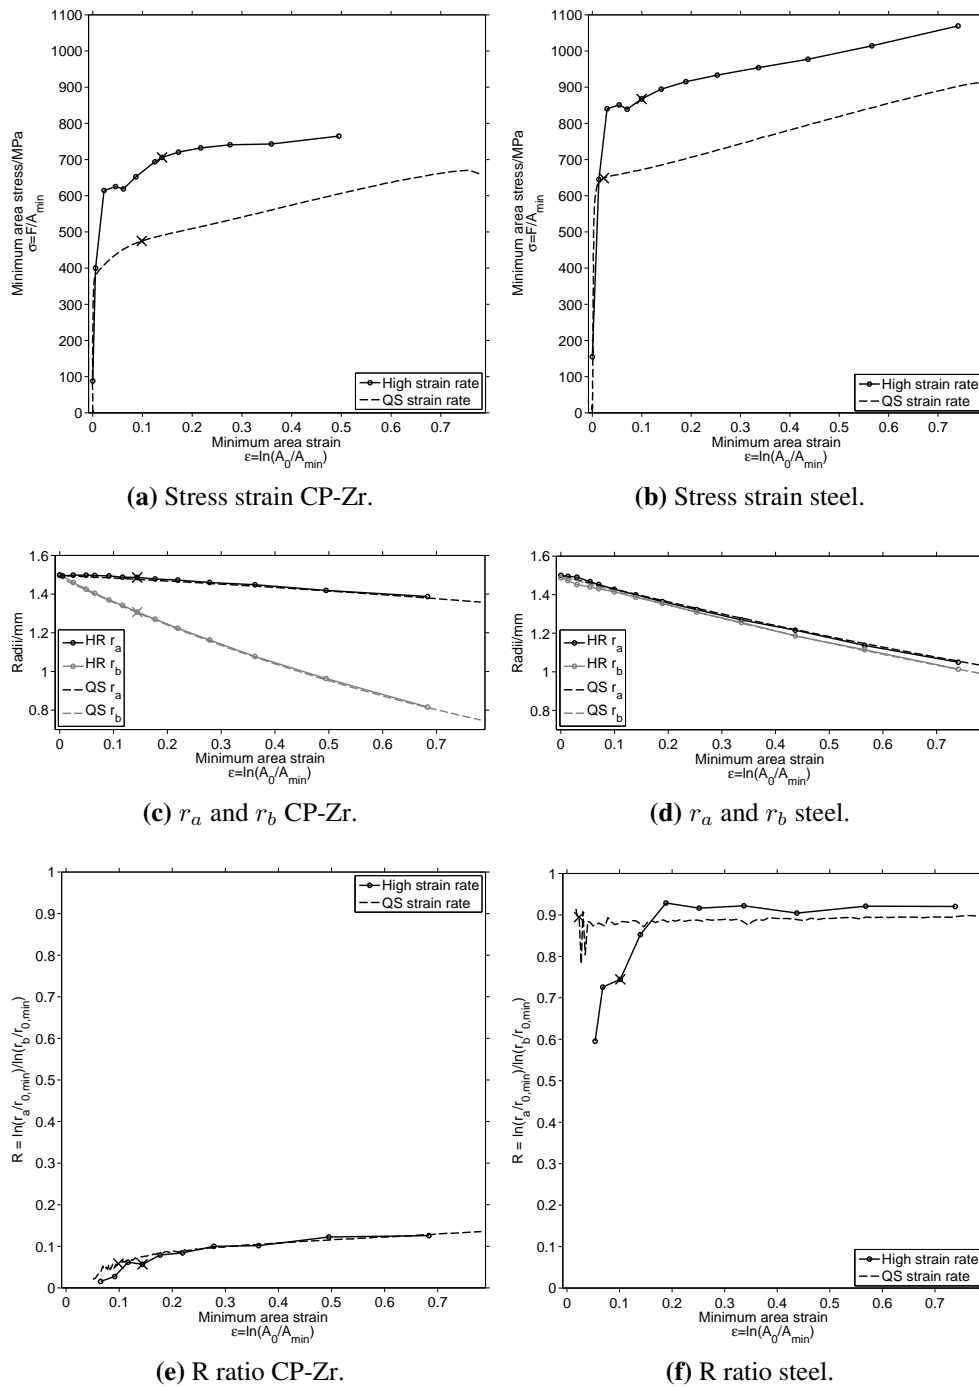 1100
1000
900
800
700
600
500
400
300
200
100
0
Minimum area stress/MPa
σ=F/A_min
High strain rate
QS strain rate
0 0.1 0.2 0.3 0.4 0.5 0.6 0.7
Minimum area strain
ε=ln(A_0/A_min)
(a) Stress strain CP-Zr.
1100
1000
900
800
700
600
500
400
300
200
100
0
Minimum area stress/MPa
σ=F/A_min
High strain rate
QS strain rate
0 0.1 0.2 0.3 0.4 0.5 0.6 0.7
Minimum area strain
ε=ln(A_0/A_min)
(b) Stress strain steel.
1.6
1.4
1.2
1
0.8
Radii/mm
HR r_a
HR r_b
QS r_a
QS r_b
0 0.1 0.2 0.3 0.4 0.5 0.6 0.7
Minimum area strain
ε=ln(A_0/A_min)
(c) r_a and r_b CP-Zr.
1.6
1.4
1.2
1
0.8
Radii/mm
HR r_a
HR r_b
QS r_a
QS r_b
0 0.1 0.2 0.3 0.4 0.5 0.6 0.7
Minimum area strain
ε=ln(A_0/A_min)
(d) r_a and r_b steel.
1
0.9
0.8
0.7
0.6
0.5
0.4
0.3
0.2
0.1
0
R = ln(r_a/r_0,min)/ln(r_b/r_0,min)
High strain rate
QS strain rate
0 0.1 0.2 0.3 0.4 0.5 0.6 0.7
Minimum area strain
ε=ln(A_0/A_min)
(e) R ratio CP-Zr.
1
0.9
0.8
0.7
0.6
0.5
0.4
0.3
0.2
0.1
0
R = ln(r_a/r_0,min)/ln(r_b/r_0,min)
High strain rate
QS strain rate
0 0.1 0.2 0.3 0.4 0.5 0.6 0.7
Minimum area strain
ε=ln(A_0/A_min)
(f) R ratio steel.